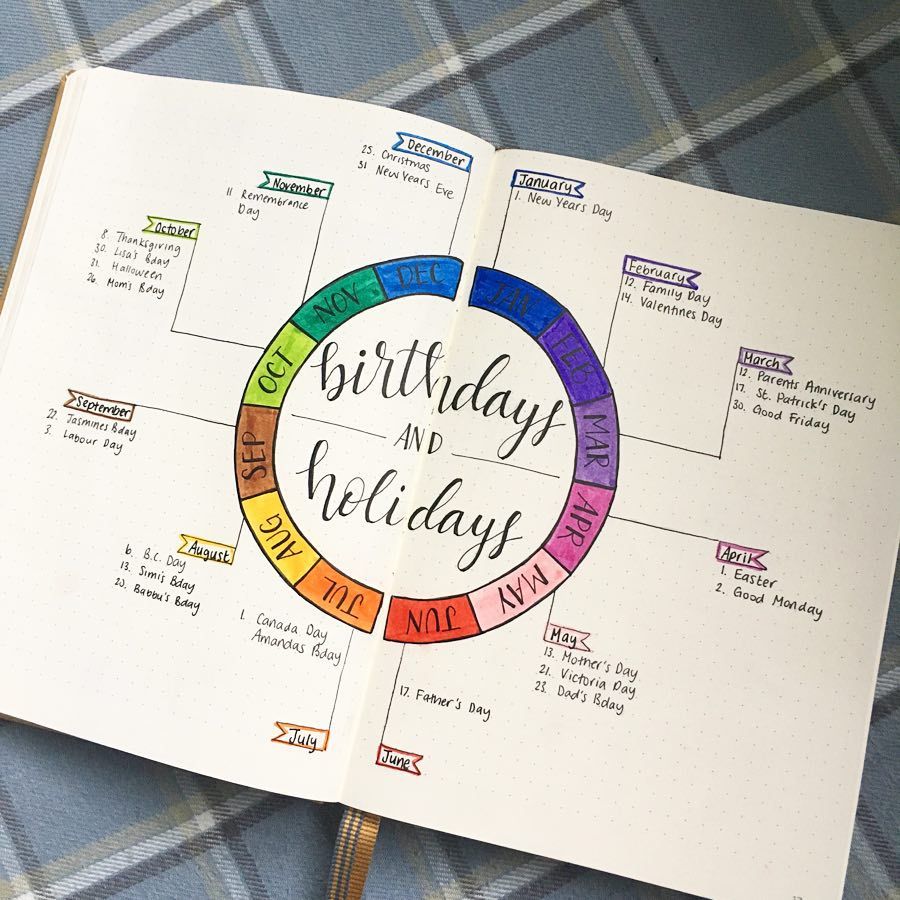 birthdays
AND
holidays
JAN
FEB
MAR
APR
MAY
JUN
JUL
AUG
SEP
OCT
NOV
DEC
January
1. New Years Day
February
12. Family Day
14. Valentines Day
March
12. Parents Anniversary
17. St. Patrick's Day
30. Good Friday
April
1. Easter
2. Good Monday
May
13. Mother's Day
21. Victoria Day
23. Dad's Bday
June
17. Father's Day
July
1. Canada Day
Amandas Bday
August
6. B.C. Day
13. Simi's Bday
20. Babbu's Bday
September
22. Jasmines Bday
3. Labour Day
October
8. Thanksgiving
30. Lisa's Bday
31. Halloween
26. Mom's Bday
November
11 Remembrance
Day
December
25. Christmas
31 New Years Eve